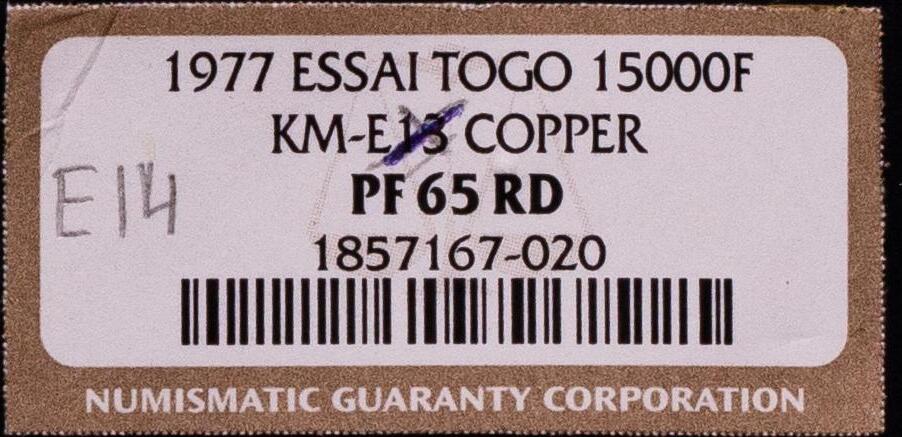 1977 ESSAI TOGO 15000F
KM-E13 COPPER
E14
PF 65 RD
1857167-020
NUMISMATIC GUARANTY CORPORATION